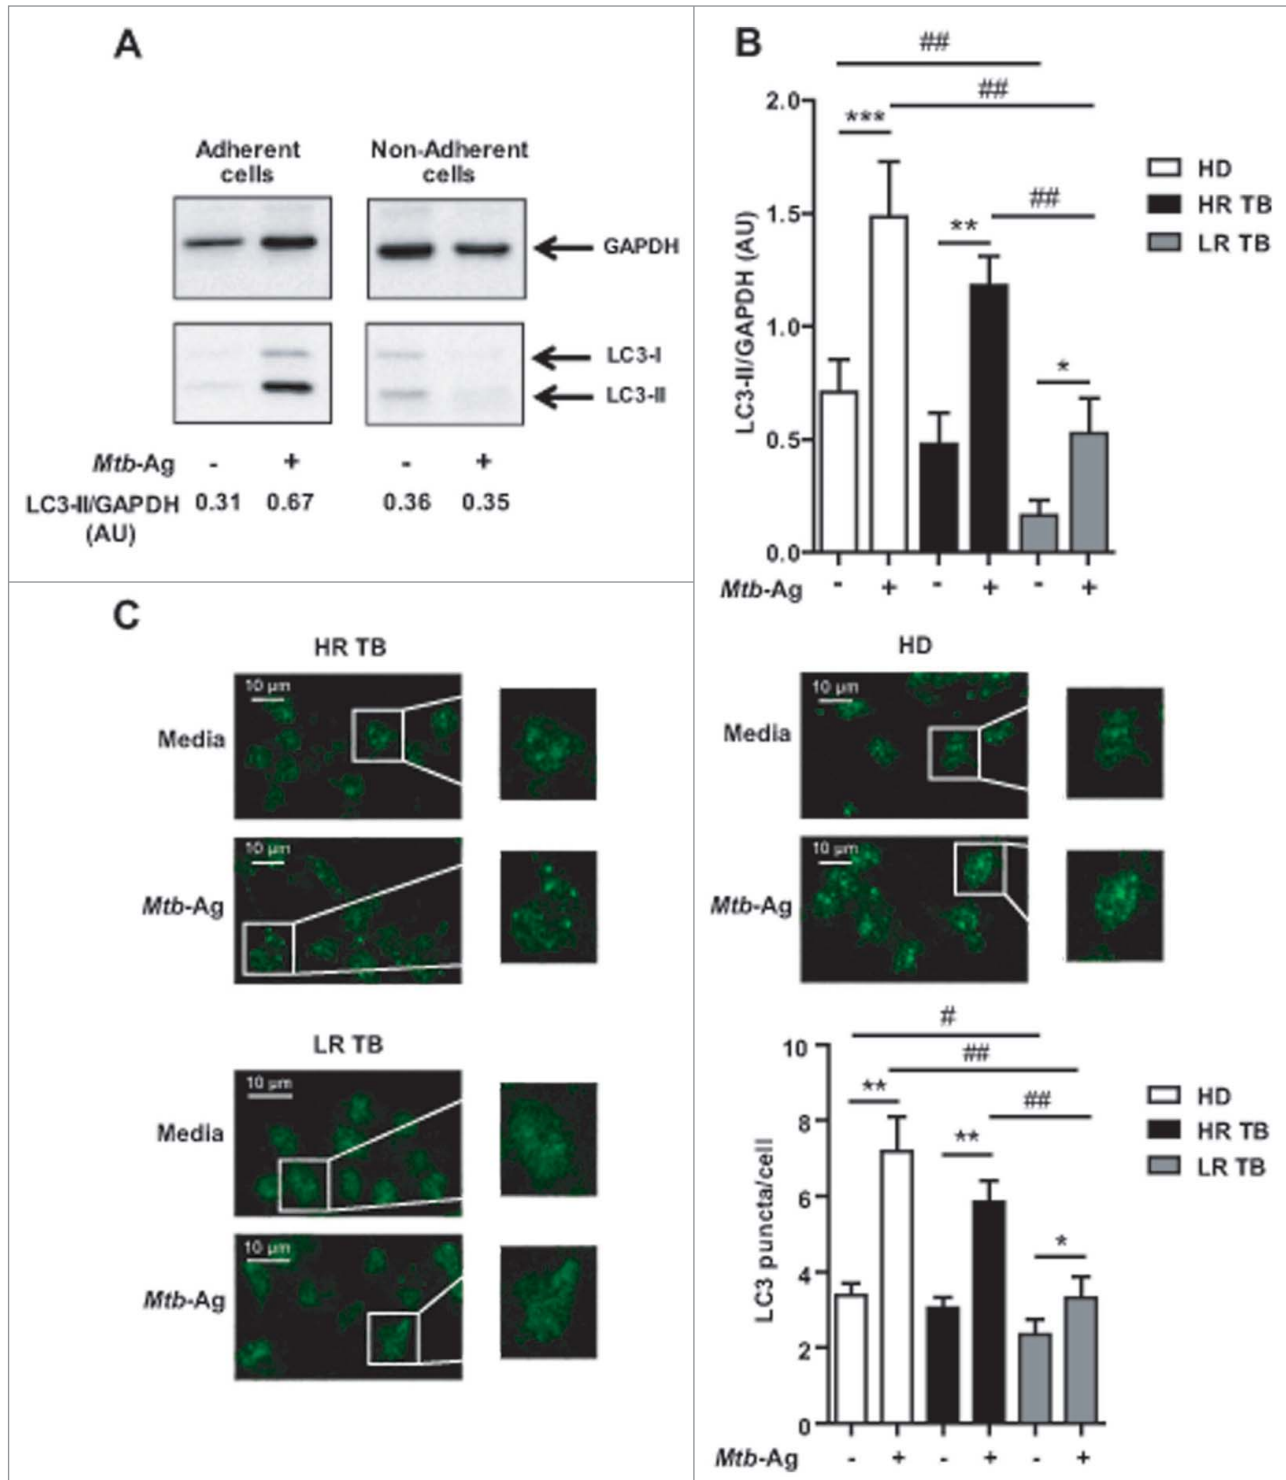 A
Adherent
cells
Non-Adherent
cells
GAPDH
LC3-I
LC3-II
Mtb-Ag - + - +
LC3-II/GAPDH 0.31 0.67 0.36 0.35
(AU)
B
##
##
***
##
**
*
2.0
1.5
1.0
0.5
0.0
LC3-II/GAPDH (AU)
HD
HR TB
LR TB
Mtb-Ag - + - + - +
C
HR TB
Media
10 µm
Mtb-Ag
10 µm
LR TB
Media
10 µm
Mtb-Ag
10 µm
HD
Media
10 µm
Mtb-Ag
10 µm
#
##
**
##
**
*
10
8
6
4
2
0
LC3 puncta/cell
HD
HR TB
LR TB
Mtb-Ag - + - + - +